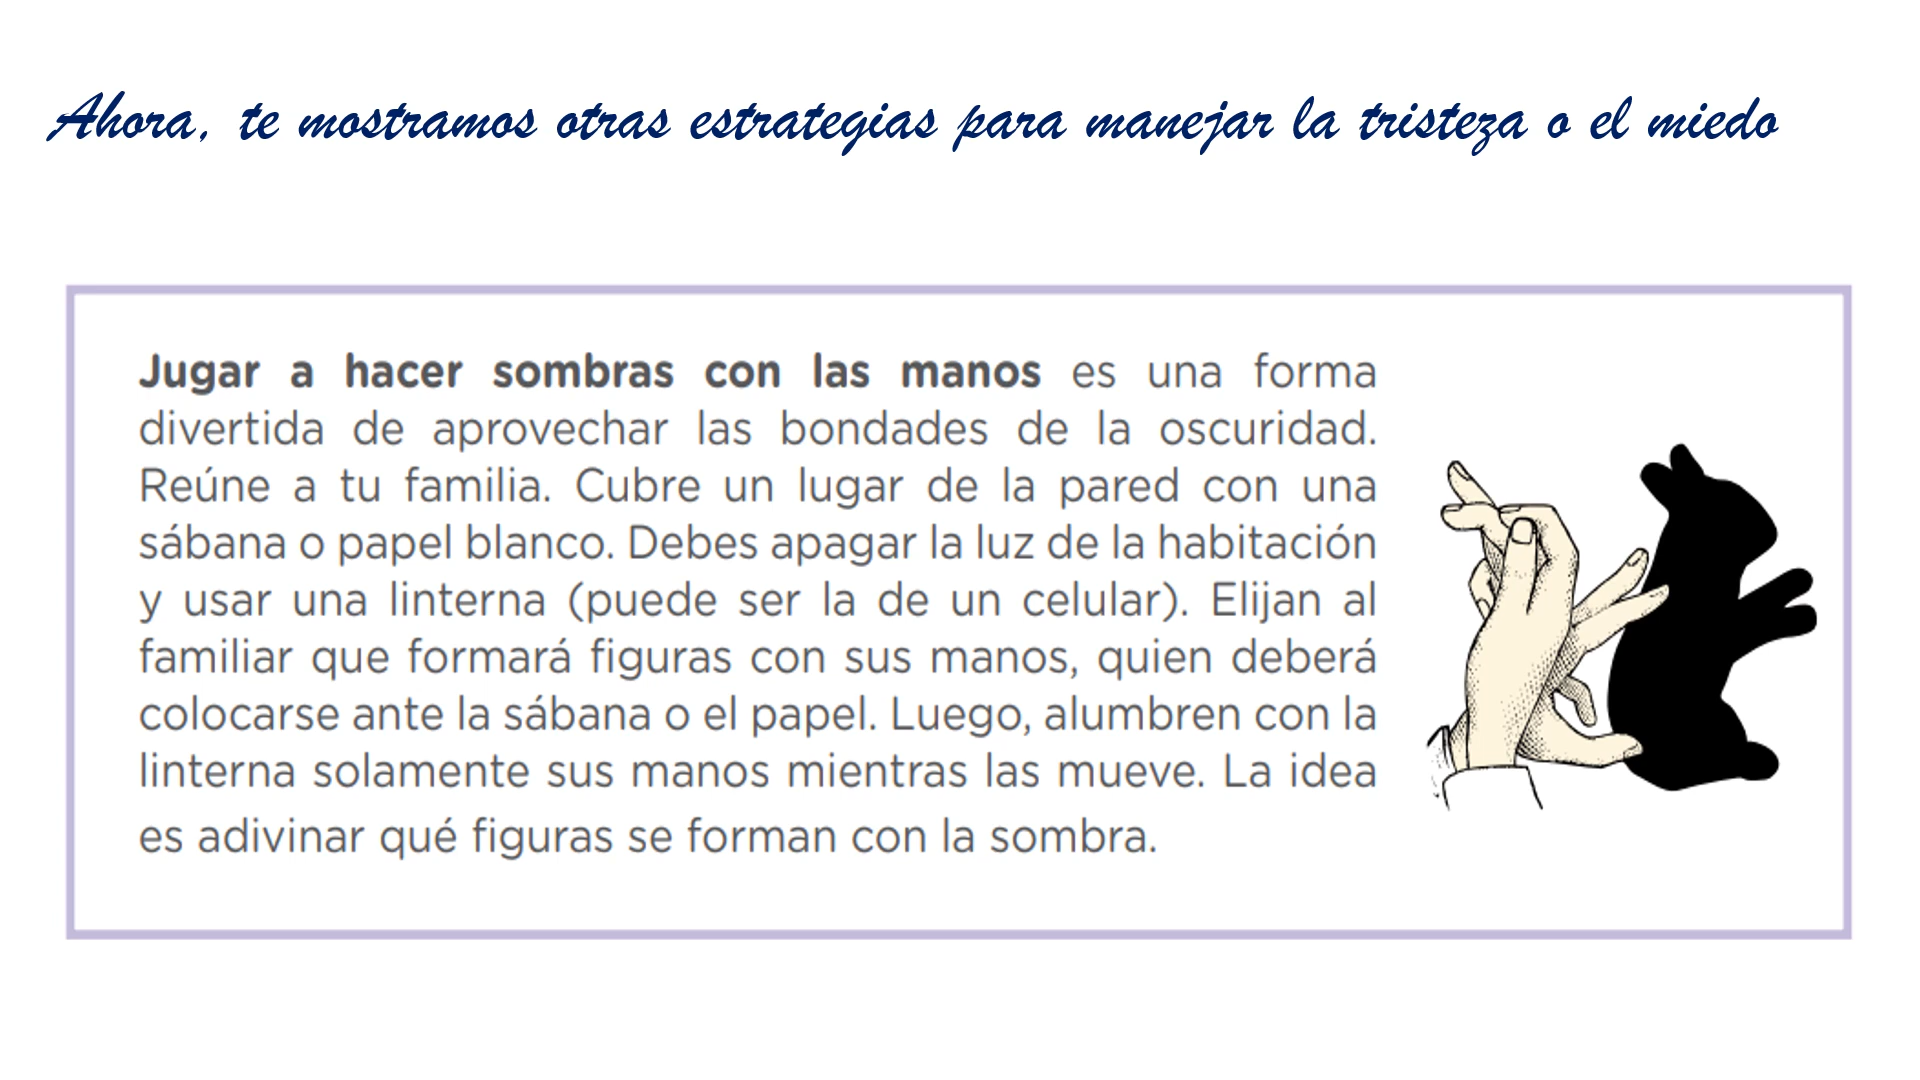 Ahora, te mostramos otras estrategias para manejar la tristeza o el miedo
Jugar a hacer sombras con las manos es una forma
divertida de aprovechar las bondades de la oscuridad.
Reúne a tu familia. Cubre un lugar de la pared con una
sábana o papel blanco. Debes apagar la luz de la habitación
y usar una linterna (puede ser la de un celular). Elijan al
familiar que formará figuras con sus manos, quien deberá
colocarse ante la sábana o el papel. Luego, alumbren con la
linterna solamente sus manos mientras las mueve. La idea
es adivinar qué figuras se forman con la sombra.